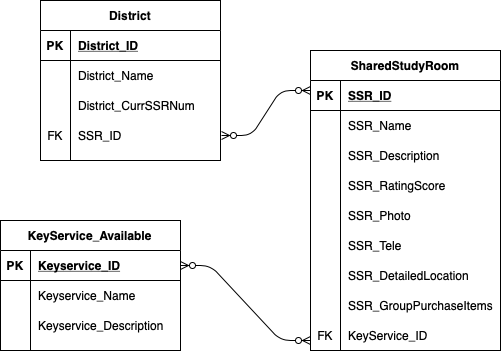 District
PK District_ID
District_Name
District_CurrSSRNum
FK SSR_ID
SharedStudyRoom
PK SSR_ID
SSR_Name
SSR_Description
SSR_RatingScore
SSR_Photo
SSR_Tele
SSR_DetailedLocation
SSR_GroupPurchaseItems
FK KeyService_ID
KeyService_Available
PK Keyservice_ID
Keyservice_Name
Keyservice_Description